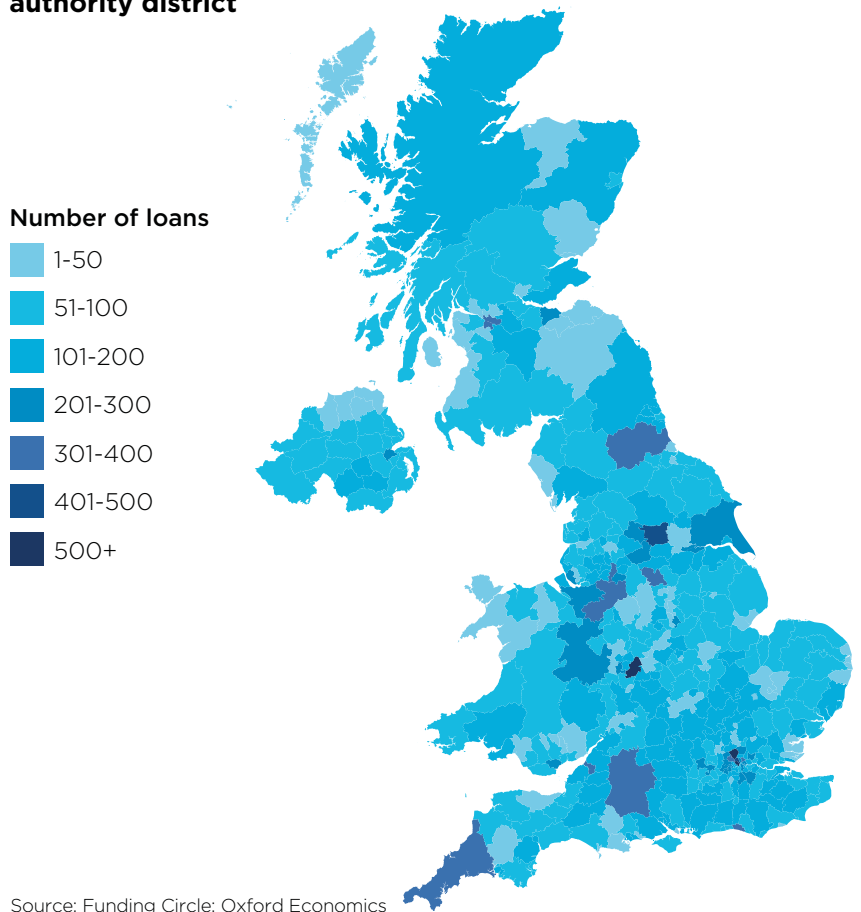 authority district
Number of loans
1-50
51-100
101-200
201-300
301-400
401-500
500+
Source: Funding Circle; Oxford Economics